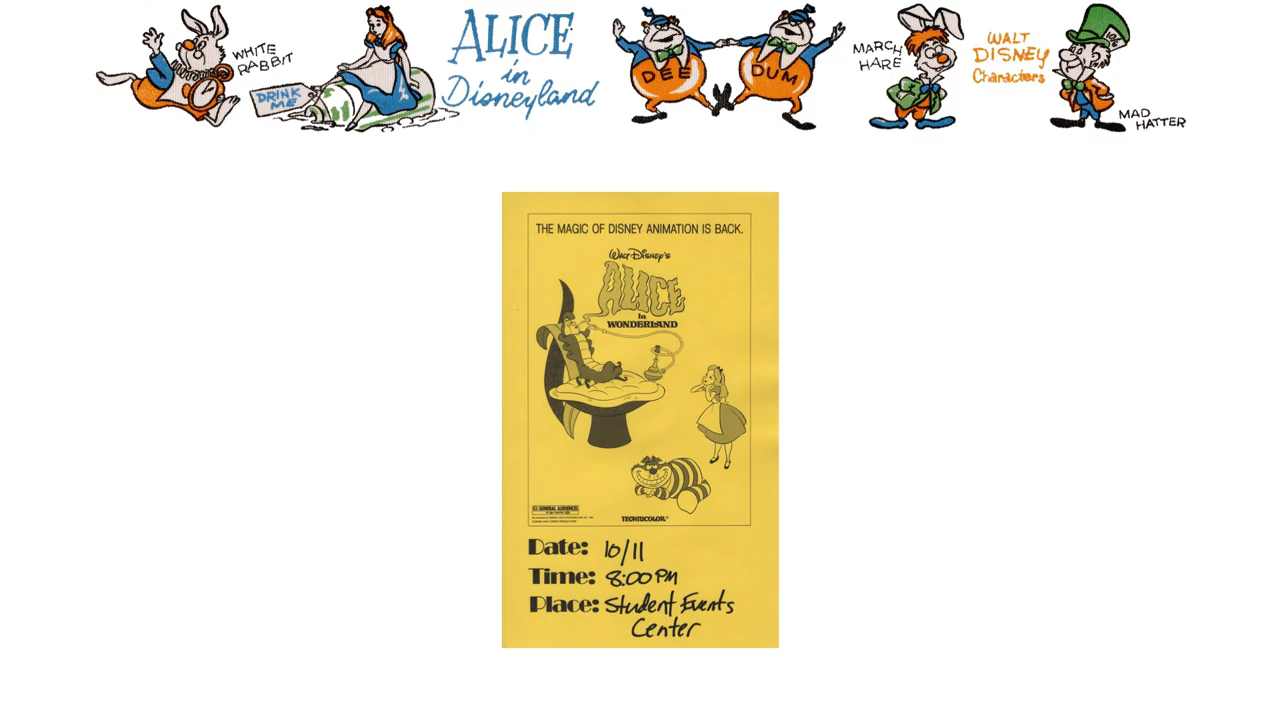 WHITE
RABBIT
DRINK
ME
ALICE
in
Disneyland
DEE
DUM
MARCH
HARE
WALT
DISNEY
Characters
MAD
HATTER
THE MAGIC OF DISNEY ANIMATION IS BACK.
WALT DISNEY'S
ALICE
In
WONDERLAND
G GENERAL AUDIENCES
TECHNICOLOR®
Date: 10/11
Time: 8:00 PM
Place: Student Events
Center